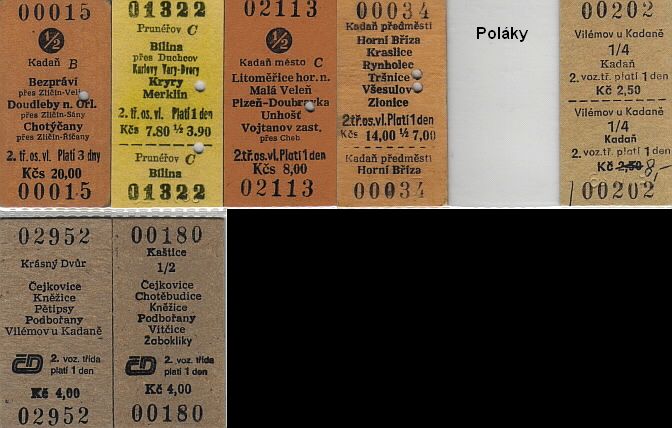 00015
1/2
Kadaň B
Bezpráví
přes Zličín-Velí
Doudleby n. Orl.
přes Zličín-Sány
Chotýčany
přes Zličín-Říčany
2. tř. os. vl. Platí 3 dny
Kčs 20,00
00015
01322
Prunéřov C
Bílina
přes Duchcov
Karlovy Vary-Dvory
Kryry
Merklín
2. tř. os. vl. Platí 1 den
Kčs 7.80 ½ 3.90
Prunéřov C
Bílina
01322
02113
1/2
Kadaň město C
Litoměřice hor. n.
Malá Veleň
Plzeň-Doubravka
Unhošť
Vojtanov zast.
přes Cheb
2.tř.os.vl.Platí 1 den
Kčs 8,00
02113
00034
Kadaň předměstí
Horní Bříza
Kraslice
Rynholec
Tršnice
Všesulov
Zlonice
2.tř.os.vl.Platí 1 den
Kčs 14,00 ½ 7,00
Kadaň předměstí
Horní Bříza
00034
Poláky
00202
Vilémov u Kadaně
1/4
Kadaň
2. voz. tř. platí 1 den
Kč 2,50
Vilémov u Kadaně
1/4
Kadaň
2. voz. tř. platí 1 den
Kč 2,50 8,-
00202
02952
Krásný Dvůr
Čejkovice
Kněžice
Pětipsy
Podbořany
Vilémov u Kadaně
ČD 2. voz. třída
platí 1 den
Kč 4,00
02952
00180
Kaštice
1/2
Čejkovice
Chotěbudice
Kněžice
Podbořany
Vitčice
Žabokliky
ČD 2. voz. třída
platí 1 den
Kč 4,00
00180